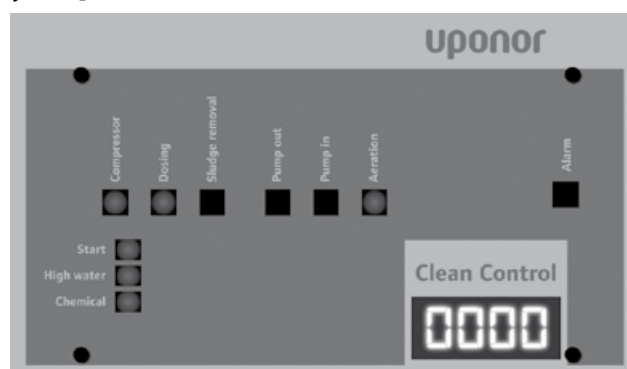 uponor
Compressor
Dosing
Sludge removal
Pump out
Pump in
Aeration
Alarm
Start
High water
Chemical
Clean Control
0000